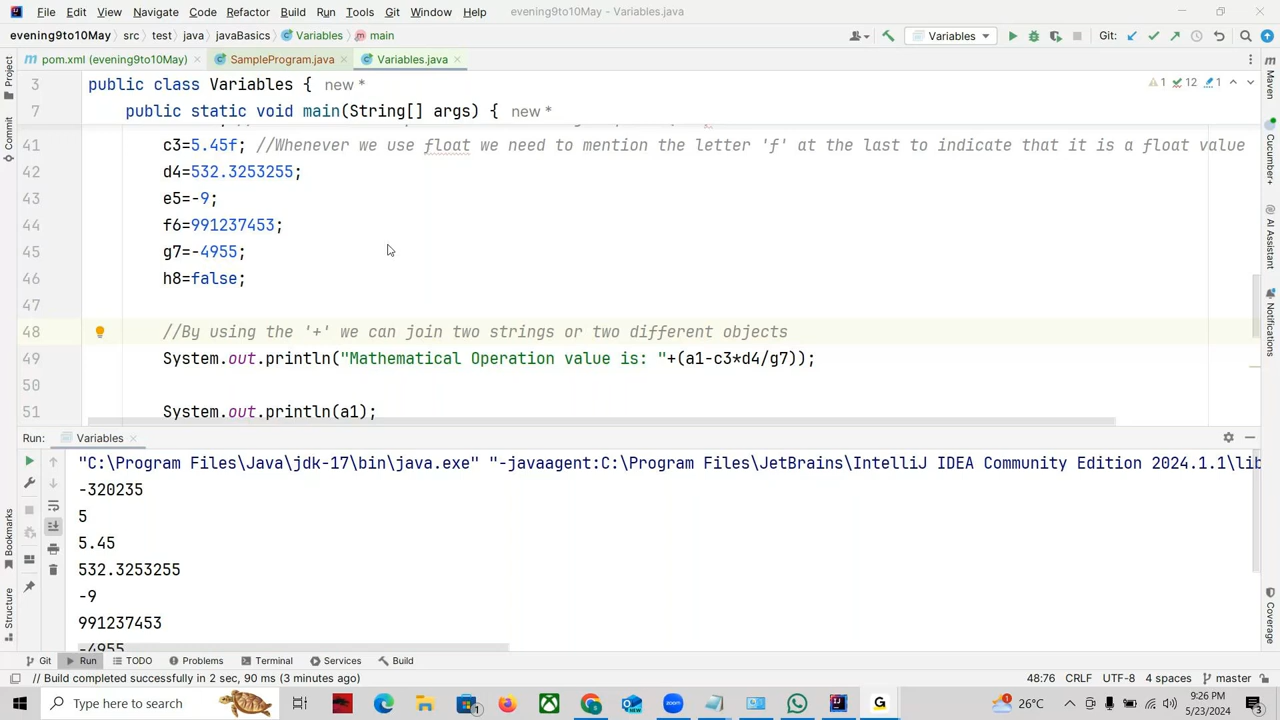 File Edit View Navigate Code Refactor Build Run Tools Git Window Help evening9to10May - Variables.java
evening9to10May src test java javaBasics Variables main Variables Git:
pom.xml (evening9to10May) SampleProgram.java Variables.java
3 public class Variables { new * 1 12 1
7 public static void main(String[] args) { new *
41 c3=5.45f; //Whenever we use float we need to mention the letter 'f' at the last to indicate that it is a float value
42 d4=532.3253255;
43 e5=-9;
44 f6=991237453;
45 g7=-4955;
46 h8=false;
47
48 //By using the '+' we can join two strings or two different objects
49 System.out.println("Mathematical Operation value is: "+(a1-c3*d4/g7));
50
51 System.out.println(a1);
Run: Variables
"C:\Program Files\Java\jdk-17\bin\java.exe" "-javaagent:C:\Program Files\JetBrains\IntelliJ IDEA Community Edition 2024.1.1\lib
-320235
5
5.45
532.3253255
-9
991237453
-4955
Git Run TODO Problems Terminal Services Build
// Build completed successfully in 2 sec, 90 ms (3 minutes ago) 48:76 CRLF UTF-8 4 spaces master
Type here to search 26°C 9:26 PM
5/23/2024
Project
Commit
Bookmarks
Structure
Maven
Cucumber+
AI Assistant
Notifications
Coverage